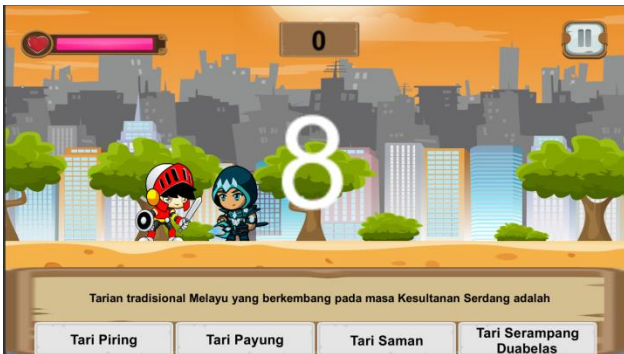 0
8
Tarian tradisional Melayu yang berkembang pada masa Kesultanan Serdang adalah
Tari Piring
Tari Payung
Tari Saman
Tari Serampang
Duabelas